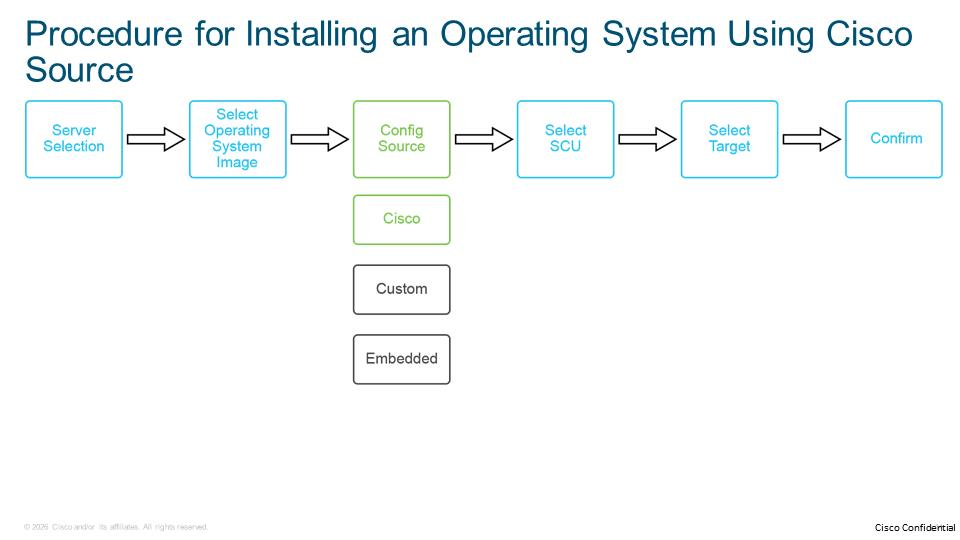 Procedure for Installing an Operating System Using Cisco
Source
Server
Selection
Select
Operating
System
Image
Config
Source
Select
SCU
Select
Target
Confirm
Cisco
Custom
Embedded
© 2026 Cisco and/or its affiliates. All rights reserved.
Cisco Confidential